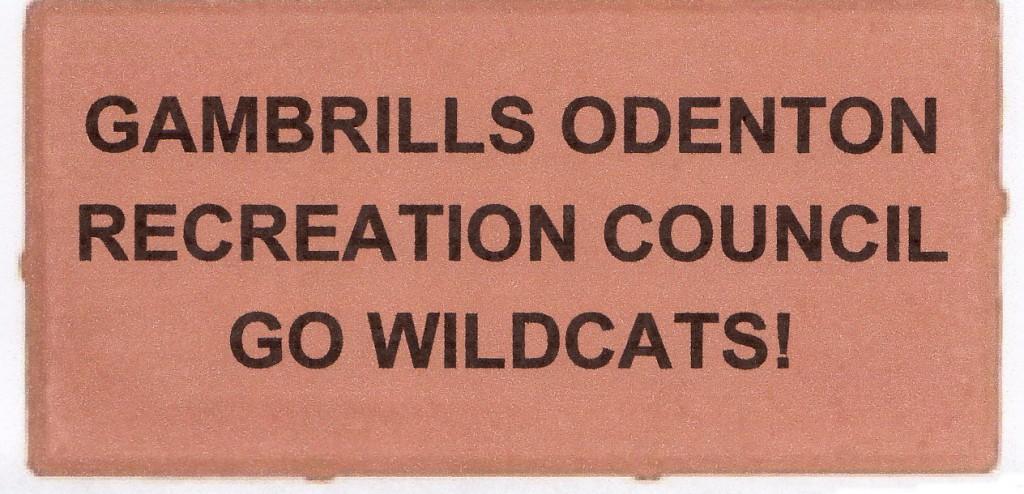 GAMBRILLS ODENTON
RECREATION COUNCIL
GO WILDCATS!